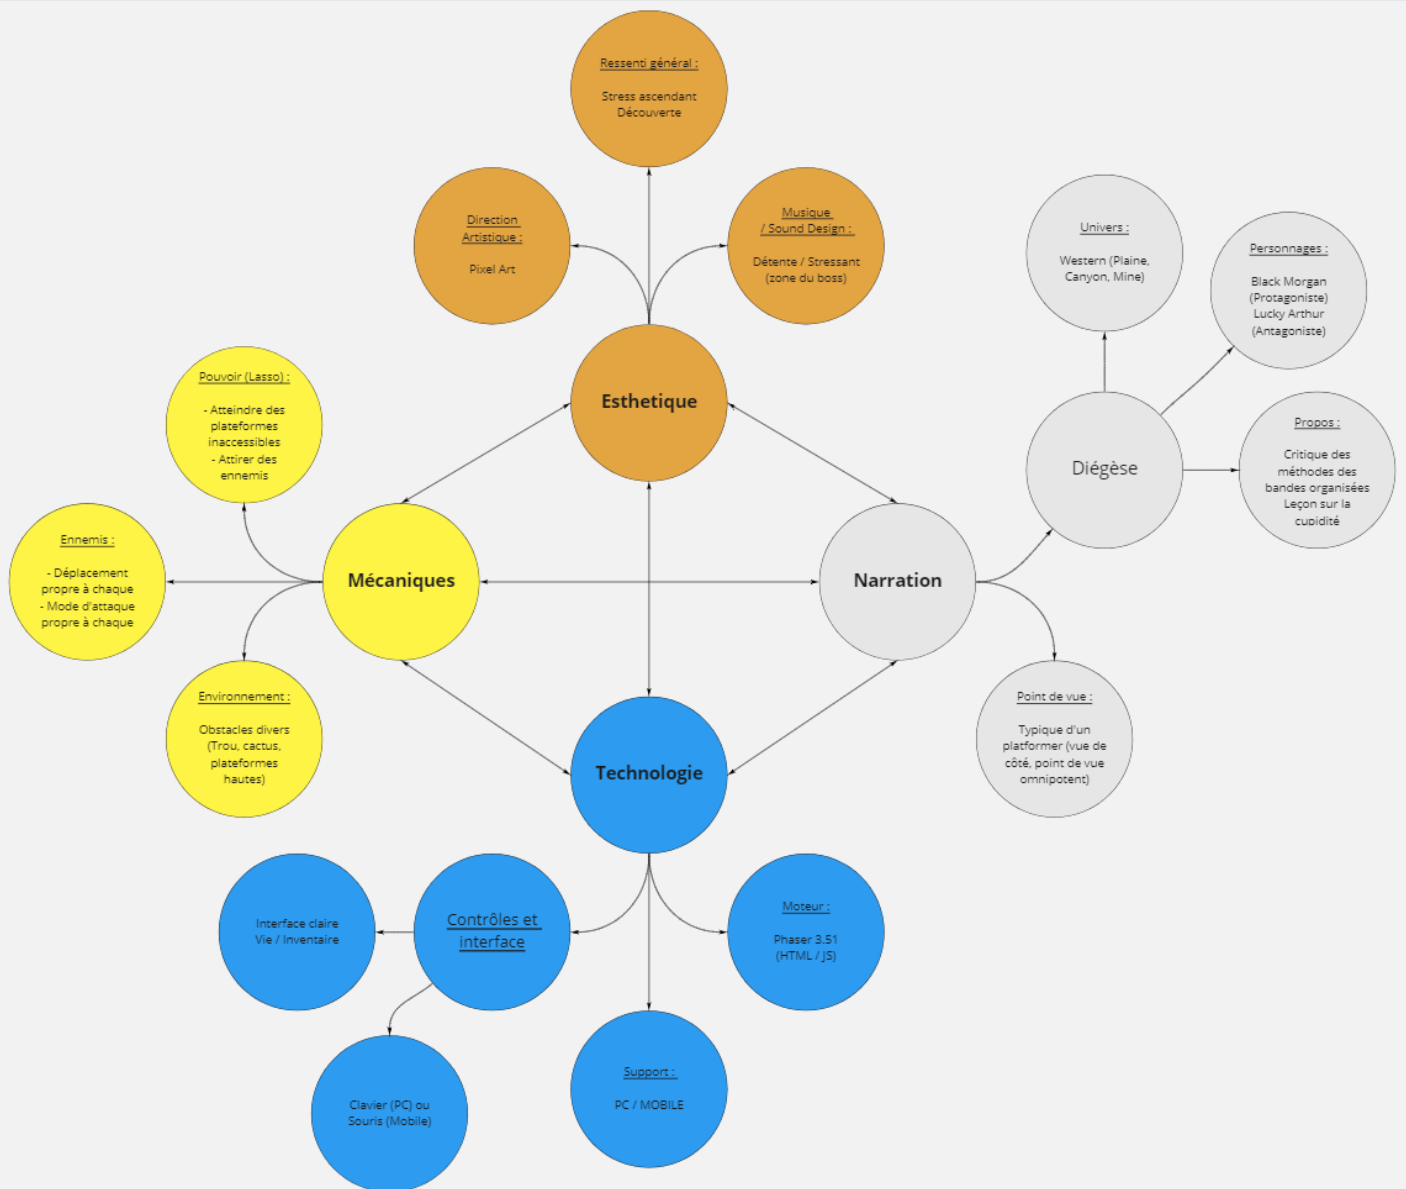 Ressenti général :
Stress ascendant
Découverte
Direction
Artistique :
Pixel Art
Musique
/ Sound Design :
Détente / Stressant
(zone du boss)
Esthetique
Univers :
Western (Plaine,
Canyon, Mine)
Personnages :
Black Morgan
(Protagoniste)
Lucky Arthur
(Antagoniste)
Diégèse
Propos :
Critique des
méthodes des
bandes organisées
Leçon sur la
cupidité
Pouvoir (Lasso) :
- Atteindre des
plateformes
inaccessibles
- Attirer des
ennemis
Ennemis :
- Déplacement
propre à chaque
- Mode d'attaque
propre à chaque
Mécaniques
Narration
Environnement :
Obstacles divers
(Trou, cactus,
plateformes
hautes)
Point de vue :
Typique d'un
platformer (vue de
côté, point de vue
omnipotent)
Technologie
Interface claire
Vie / Inventaire
Contrôles et
interface
Moteur :
Phaser 3.51
(HTML / JS)
Clavier (PC) ou
Souris (Mobile)
Support :
PC / MOBILE